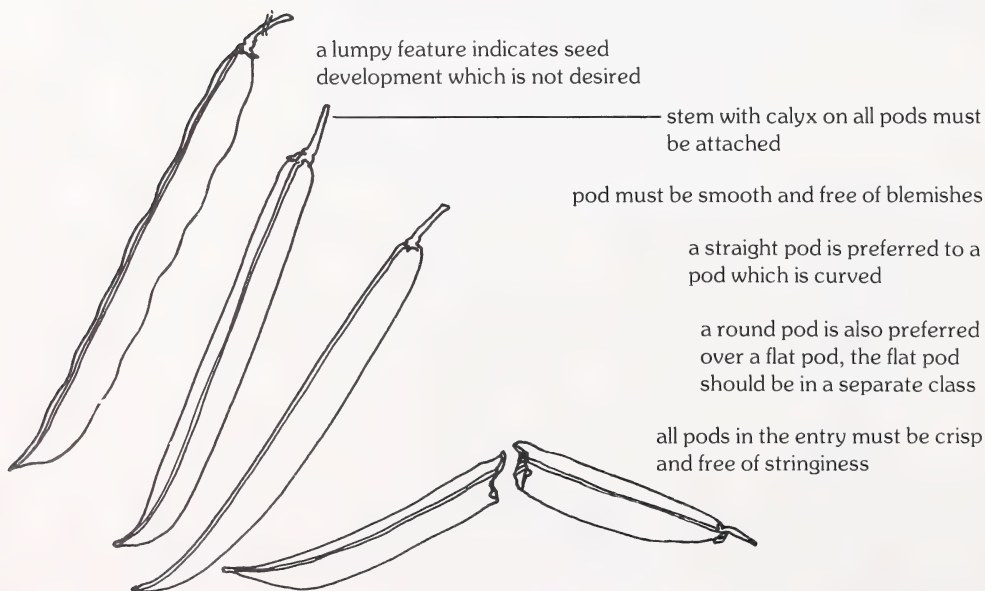 a lumpy feature indicates seed
development which is not desired
stem with calyx on all pods must
be attached
pod must be smooth and free of blemishes
a straight pod is preferred to a
pod which is curved
a round pod is also preferred
over a flat pod, the flat pod
should be in a separate class
all pods in the entry must be crisp
and free of stringiness